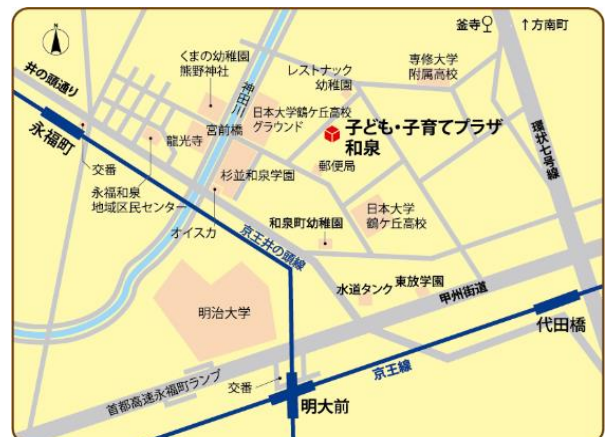 釜寺
↑方南町
N
くまの幼稚園
熊野神社
レストナック
幼稚園
専修大学
附属高校
井の頭通り
神田川
日本大学鶴ケ丘高校
グラウンド
子ども・子育てプラザ
和泉
環状七号線
永福町
龍光寺
宮前橋
郵便局
交番
永福和泉
地域区民センター
杉並和泉学園
オイスカ
京王井の頭線
和泉町幼稚園
日本大学
鶴ケ丘高校
水道タンク
東放学園
甲州街道
明治大学
代田橋
首都高速永福町ランプ
交番
京王線
明大前